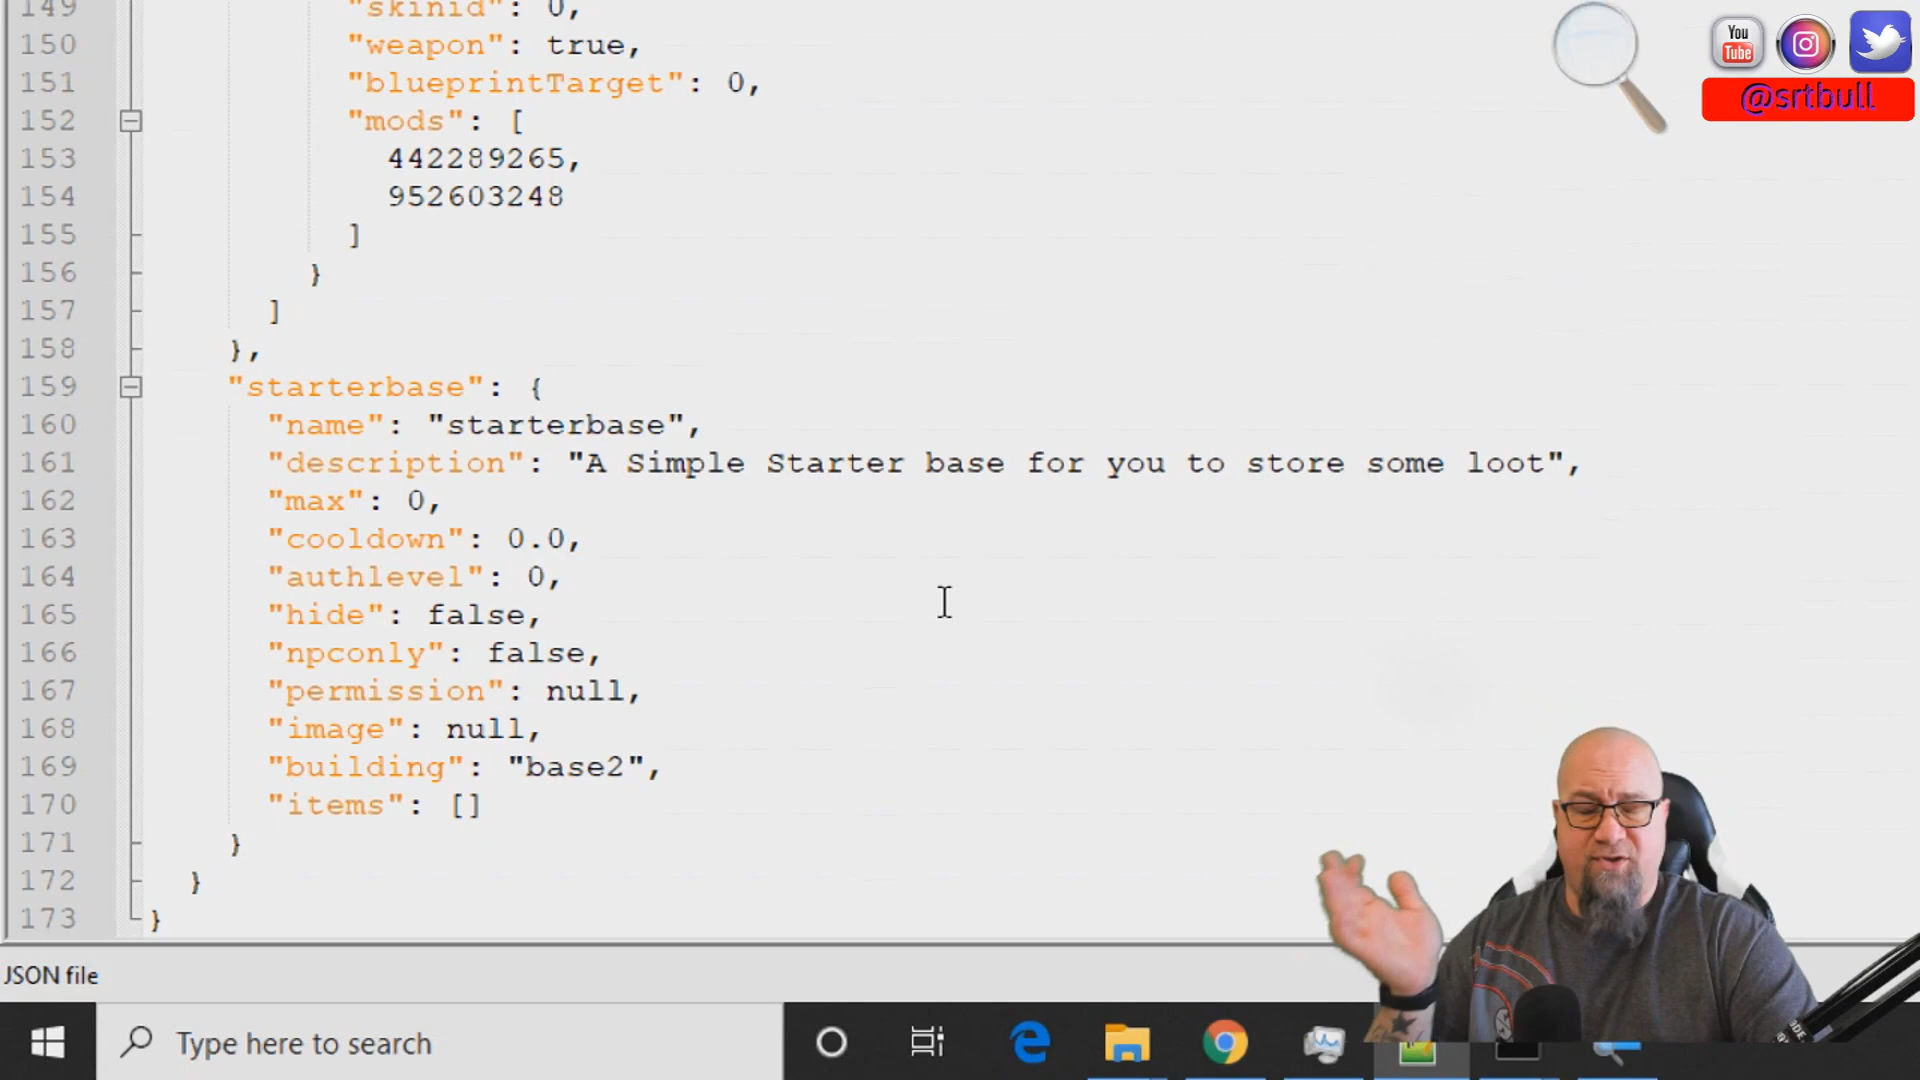 149 "skinid": 0,
150 "weapon": true,
151 "blueprintTarget": 0,
152 "mods": [
153 442289265,
154 952603248
155 ]
156 }
157 ]
158 },
159 "starterbase": {
160 "name": "starterbase",
161 "description": "A Simple Starter base for you to store some loot",
162 "max": 0,
163 "cooldown": 0.0,
164 "authlevel": 0,
165 "hide": false,
166 "npconly": false,
167 "permission": null,
168 "image": null,
169 "building": "base2",
170 "items": []
171 }
172 }
173 }
You
Tube
@srtbull
JSON file
Type here to search